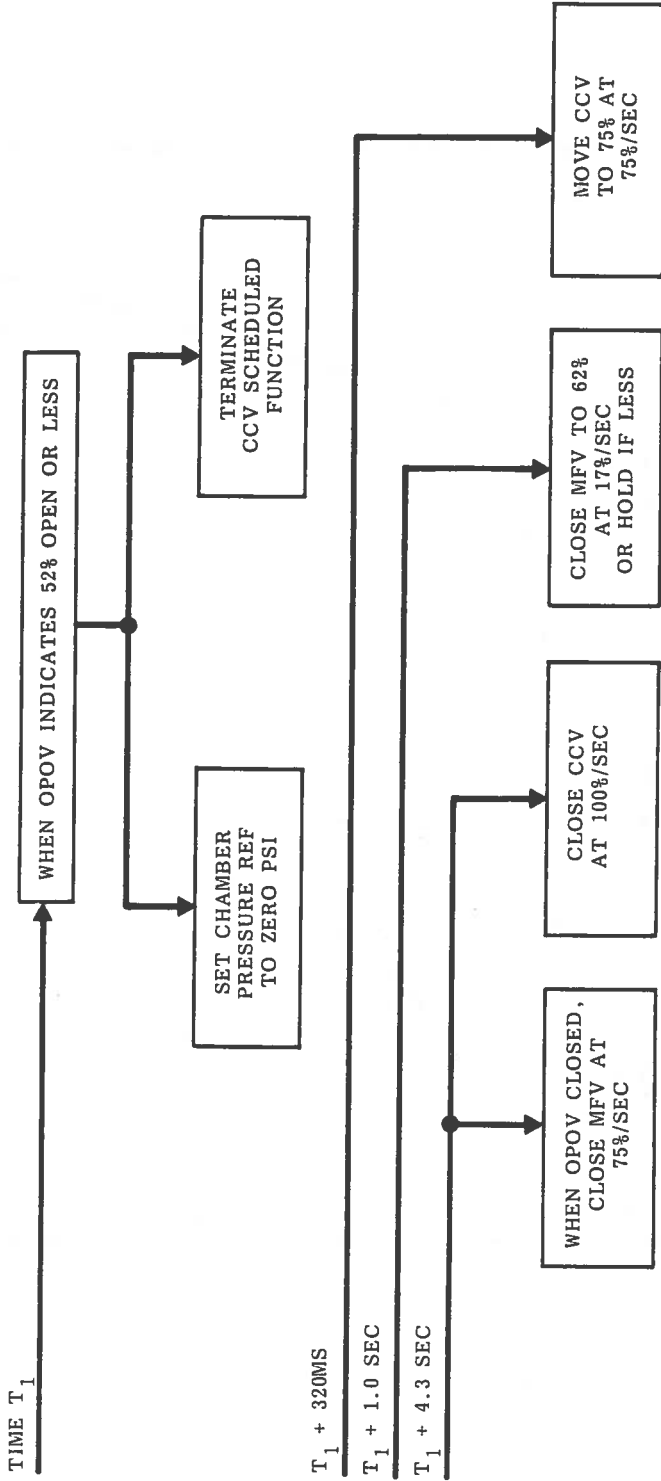 TIME T1
WHEN OPOV INDICATES 52% OPEN OR LESS
SET CHAMBER
PRESSURE REF
TO ZERO PSI
TERMINATE
CCV SCHEDULED
FUNCTION
T1 + 320MS
T1 + 1.0 SEC
T1 + 4.3 SEC
WHEN OPOV CLOSED,
CLOSE MFV AT
75%/SEC
CLOSE CCV
AT 100%/SEC
CLOSE MFV TO 62%
AT 17%/SEC
OR HOLD IF LESS
MOVE CCV
TO 75% AT
75%/SEC